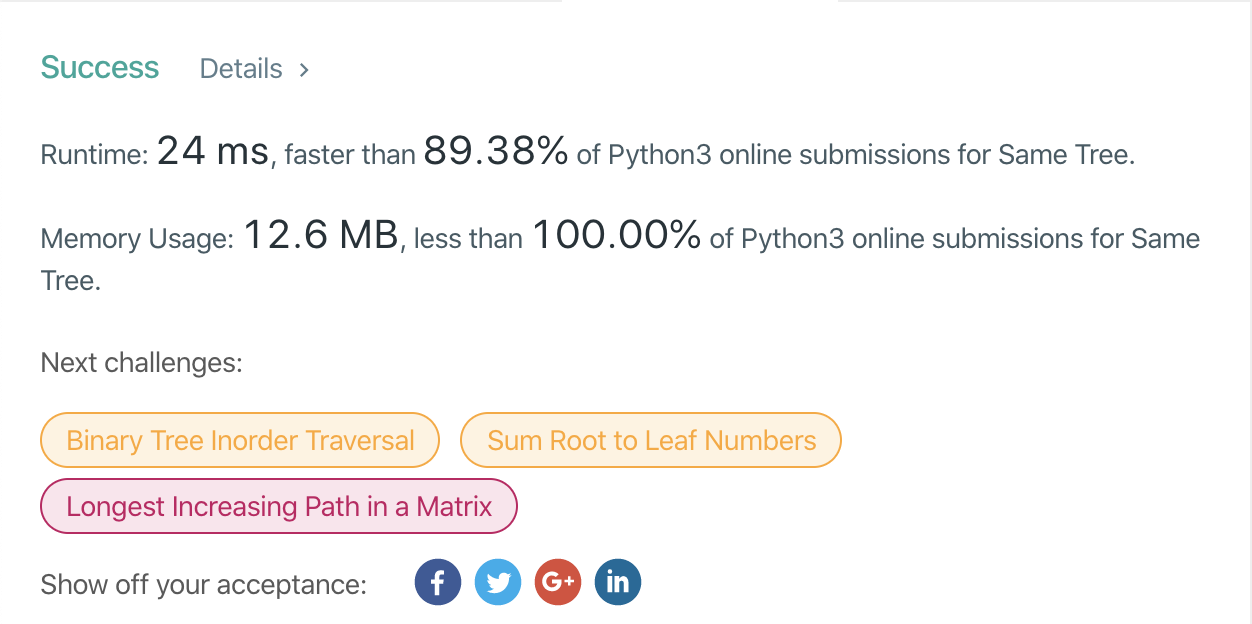 Success Details >
Runtime: 24 ms, faster than 89.38% of Python3 online submissions for Same Tree.
Memory Usage: 12.6 MB, less than 100.00% of Python3 online submissions for Same
Tree.
Next challenges:
Binary Tree Inorder Traversal Sum Root to Leaf Numbers
Longest Increasing Path in a Matrix
Show off your acceptance: f G+ in